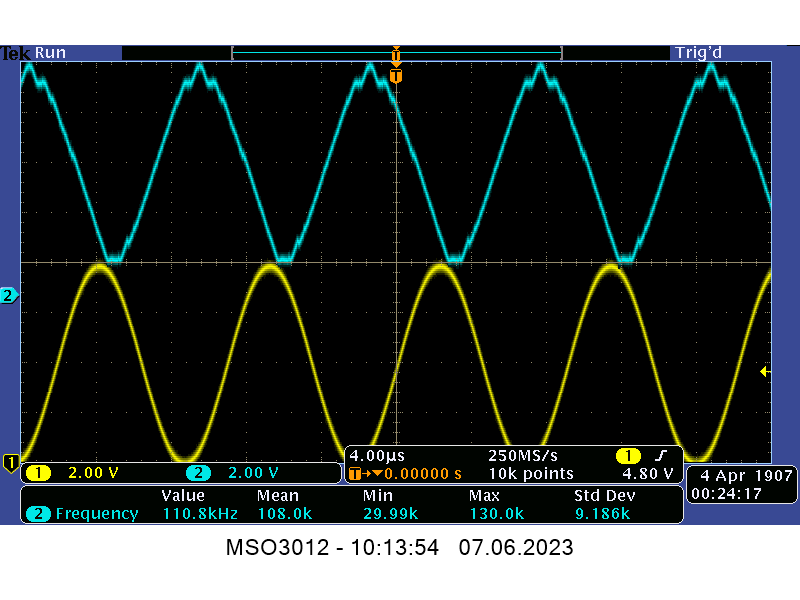 Tek Run Trig'd
T
T
2
1
1 2.00 V 2 2.00 V
4.00µs 250MS/s 1
T→▼0.00000 s 10k points 4.80 V
4 Apr 1907
00:24:17
Value Mean Min Max Std Dev
2 Frequency 110.8kHz 108.0k 29.99k 130.0k 9.186k
MSO3012 - 10:13:54 07.06.2023